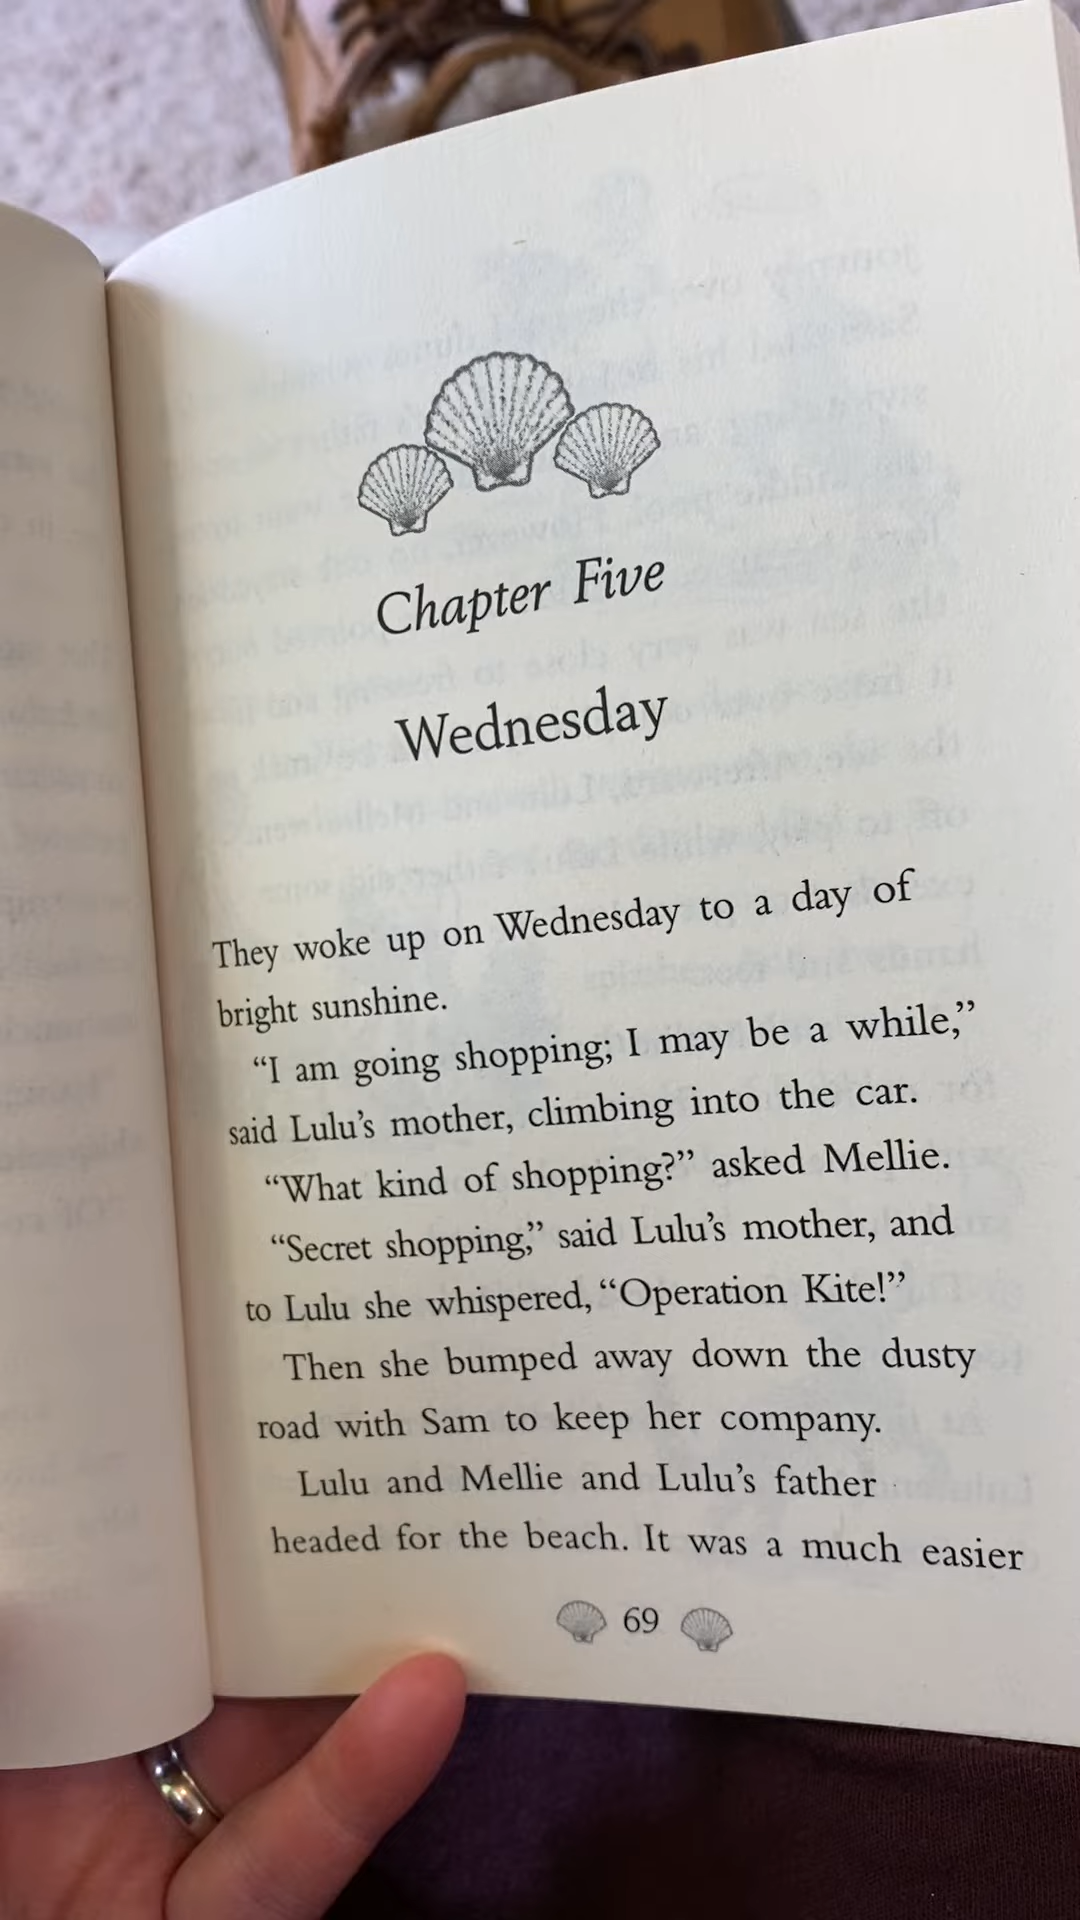 Chapter Five
Wednesday
They woke up on Wednesday to a day of
bright sunshine.
“I am going shopping; I may be a while,”
said Lulu’s mother, climbing into the car.
“What kind of shopping?” asked Mellie.
“Secret shopping,” said Lulu’s mother, and
to Lulu she whispered, “Operation Kite!”
Then she bumped away down the dusty
road with Sam to keep her company.
Lulu and Mellie and Lulu’s father
headed for the beach. It was a much easier
69